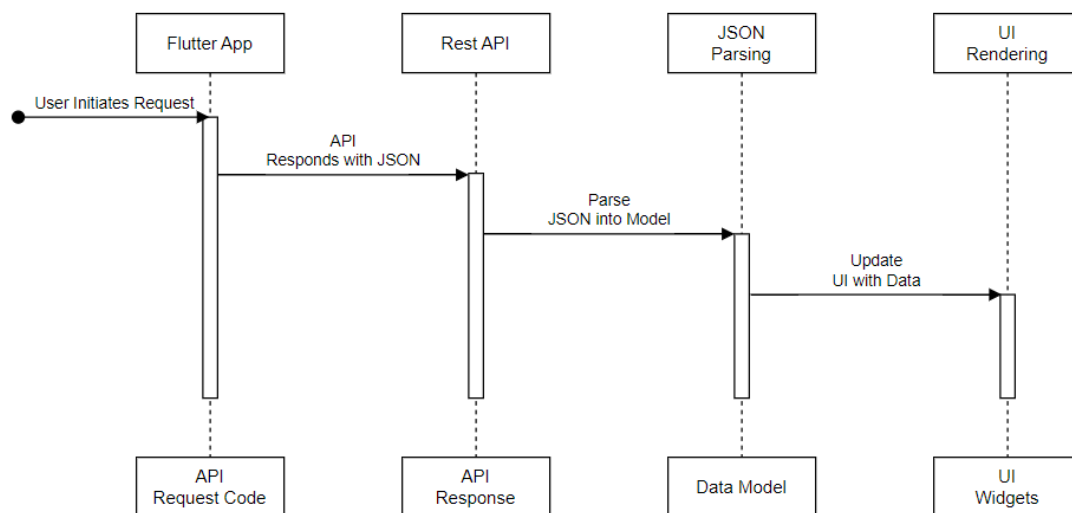 Flutter App
Rest API
JSON
Parsing
UI
Rendering
User Initiates Request
API
Responds with JSON
Parse
JSON into Model
Update
UI with Data
API
Request Code
API
Response
Data Model
UI
Widgets